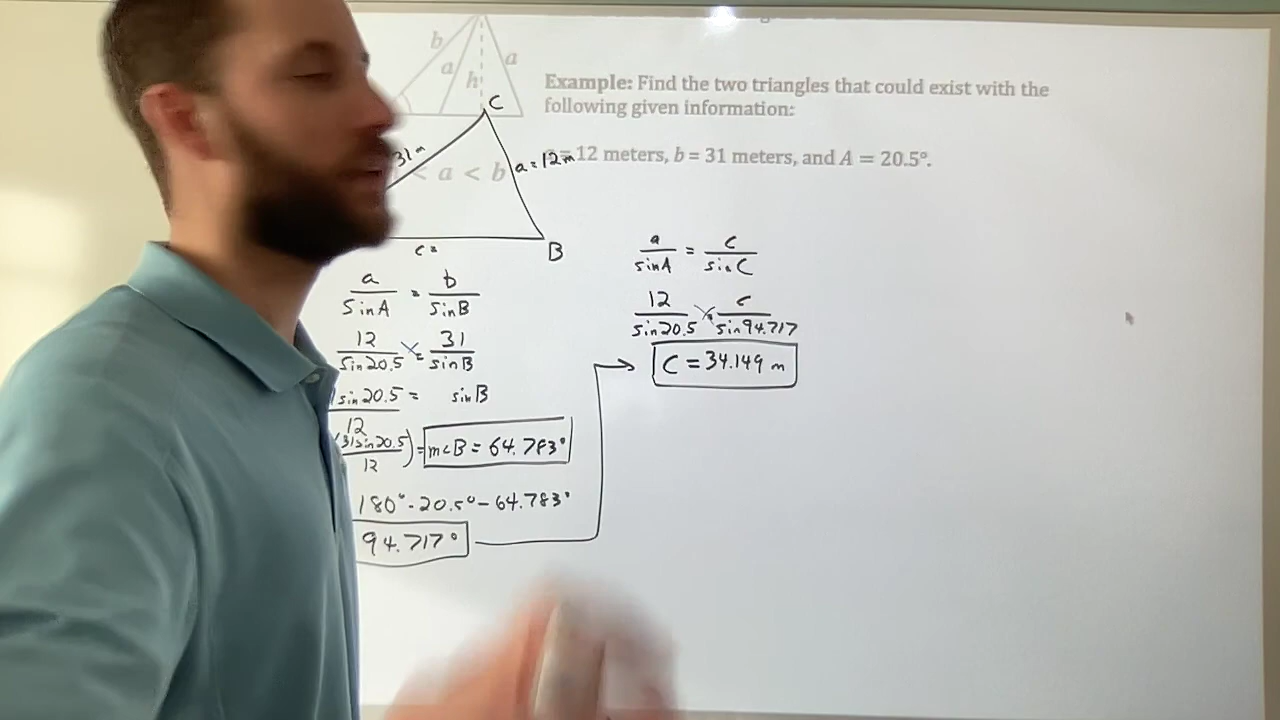 b
a
h
a
Example: Find the two triangles that could exist with the
following given information:
= 12 meters, b = 31 meters, and A = 20.5°.
C
31m
a = 12m
< a < b
c =
B
a/sinA = b/sinB
12/sin20.5 = 31/sinB
sin20.5 = sinB
12
(31sin20.5/12) = m<B = 64.783°
180° - 20.5° - 64.783°
94.717°
a/sinA = c/sinC
12/sin20.5 = c/sin94.717
C = 34.149 m